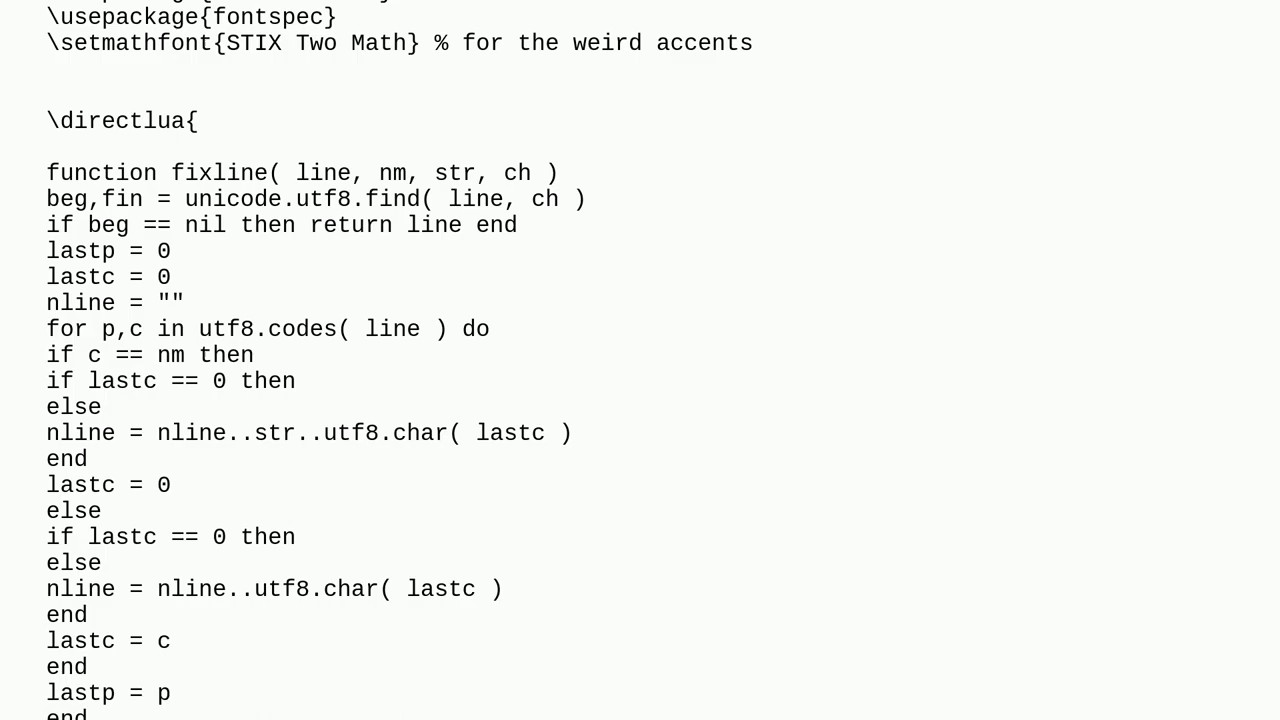 \usepackage{fontspec}
\setmathfont{STIX Two Math} % for the weird accents
\directlua{
function fixline( line, nm, str, ch )
beg,fin = unicode.utf8.find( line, ch )
if beg == nil then return line end
lastp = 0
lastc = 0
nline = ""
for p,c in utf8.codes( line ) do
if c == nm then
if lastc == 0 then
else
nline = nline..str..utf8.char( lastc )
end
lastc = 0
else
if lastc == 0 then
else
nline = nline..utf8.char( lastc )
end
lastc = c
end
lastp = p
end